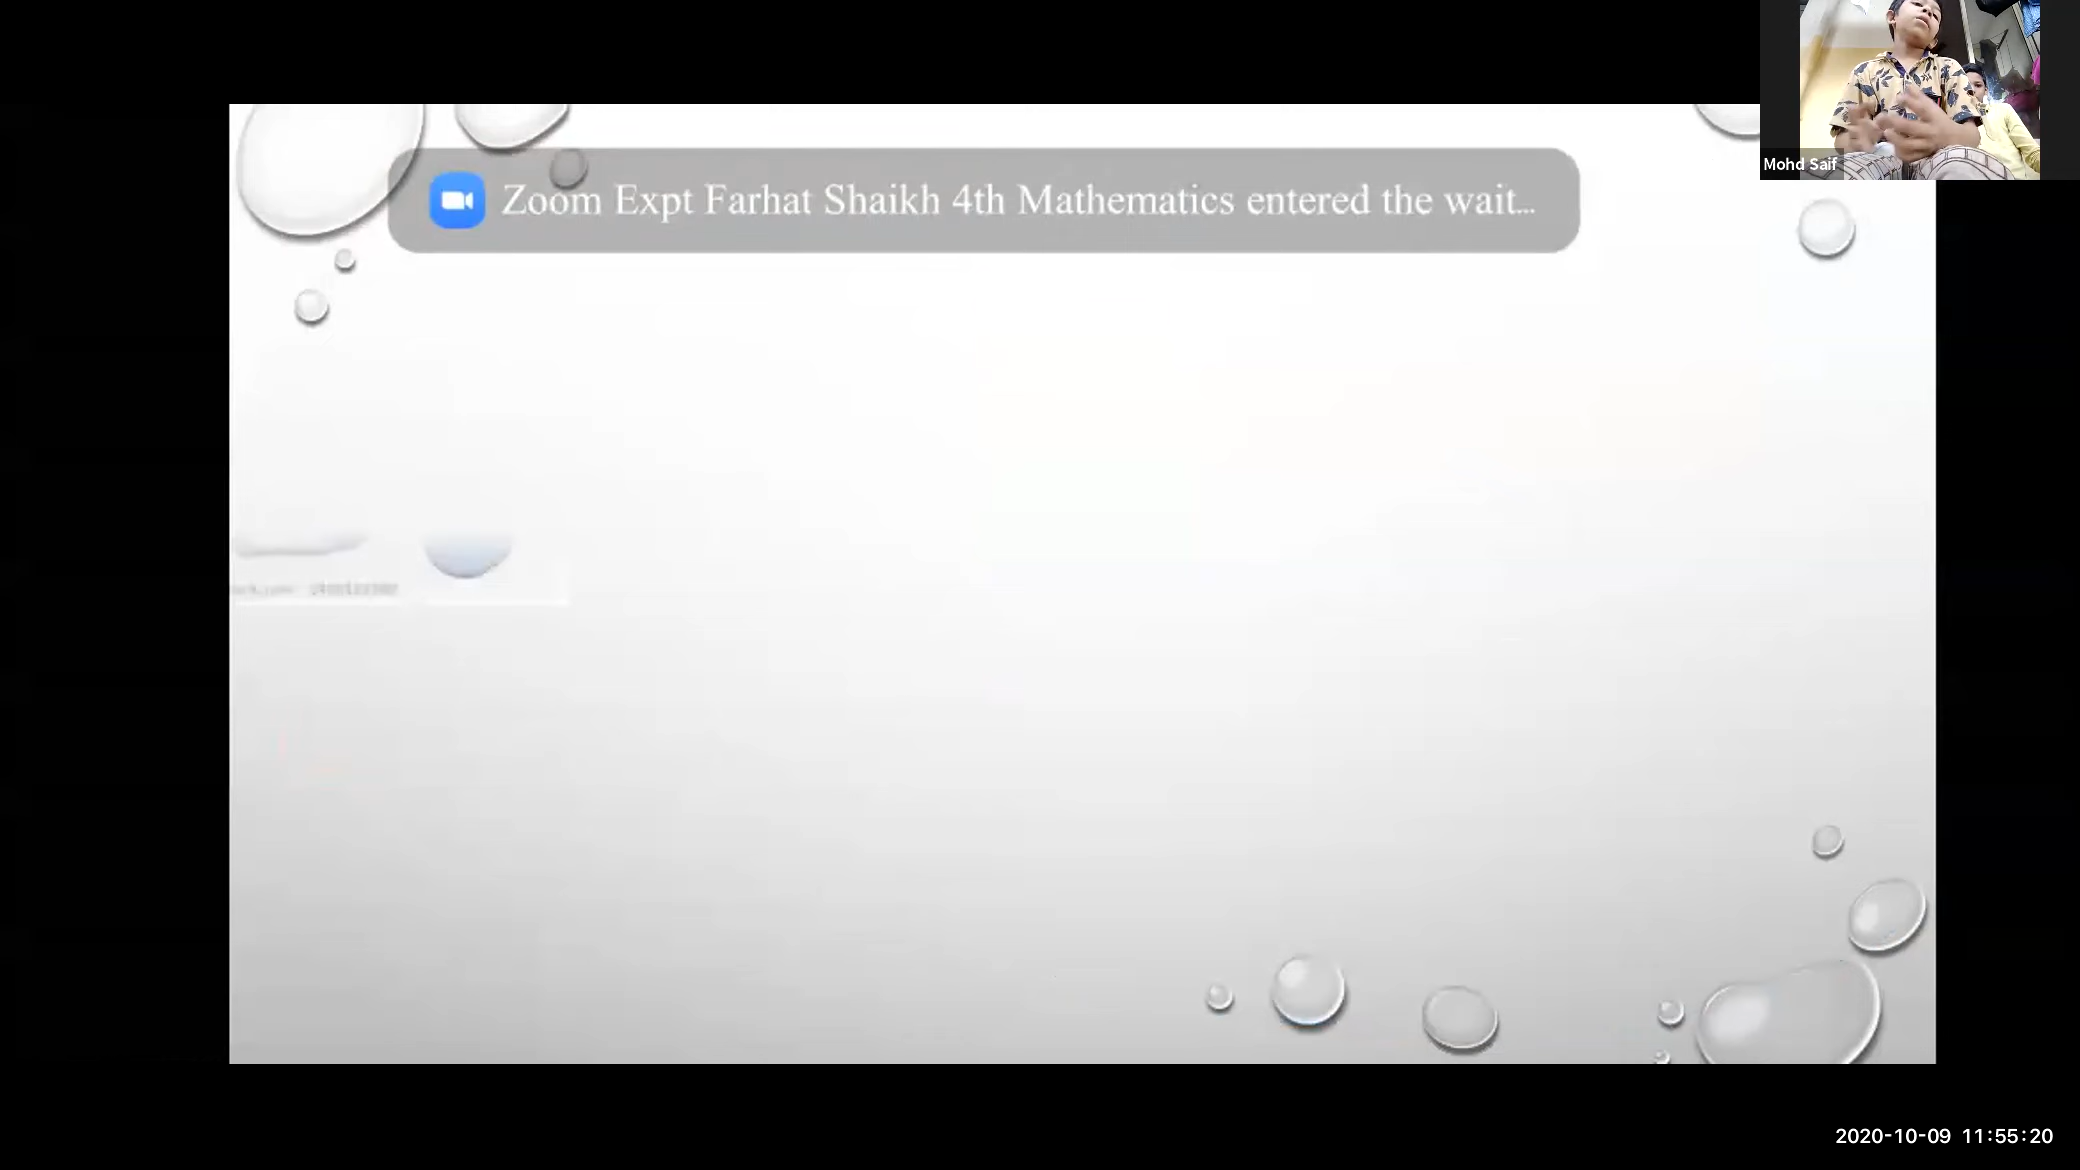 Mohd Saif
Zoom Expt Farhat Shaikh 4th Mathematics entered the wait...
2020-10-09 11:55:20